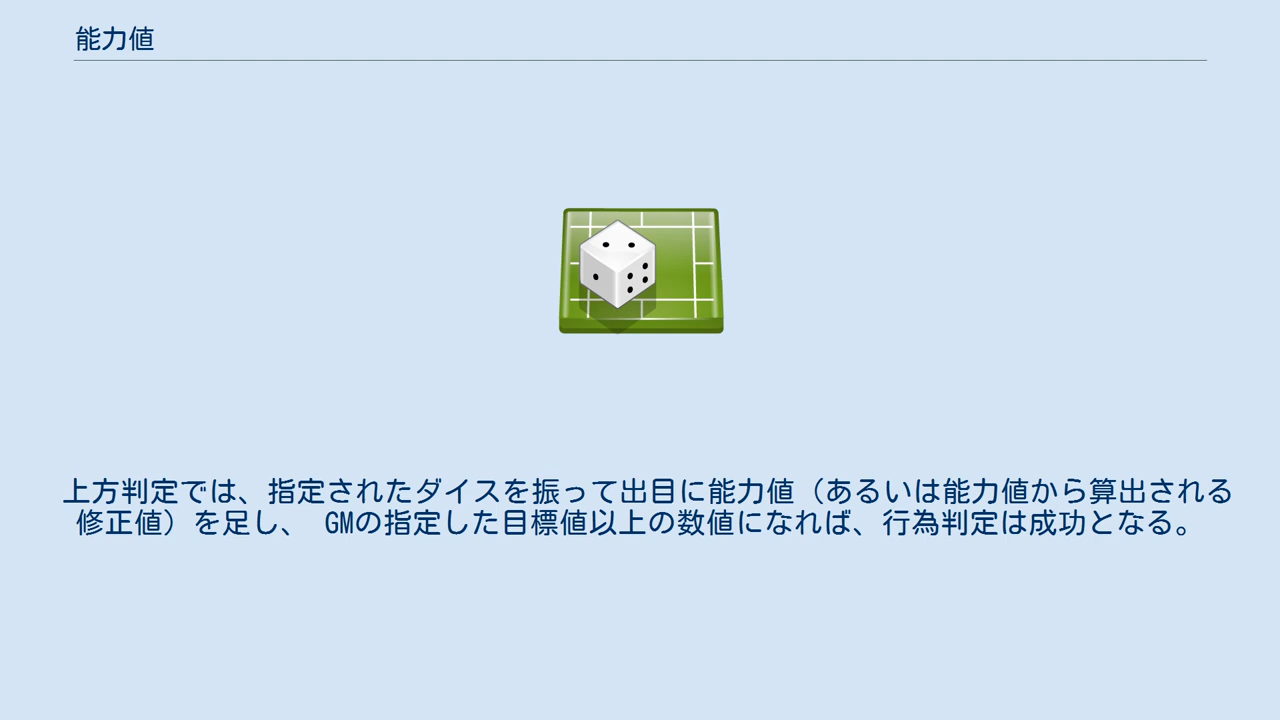 能力値
上方判定では、指定されたダイスを振って出目に能力値（あるいは能力値から算出される
修正値）を足し、 GMの指定した目標値以上の数値になれば、行為判定は成功となる。